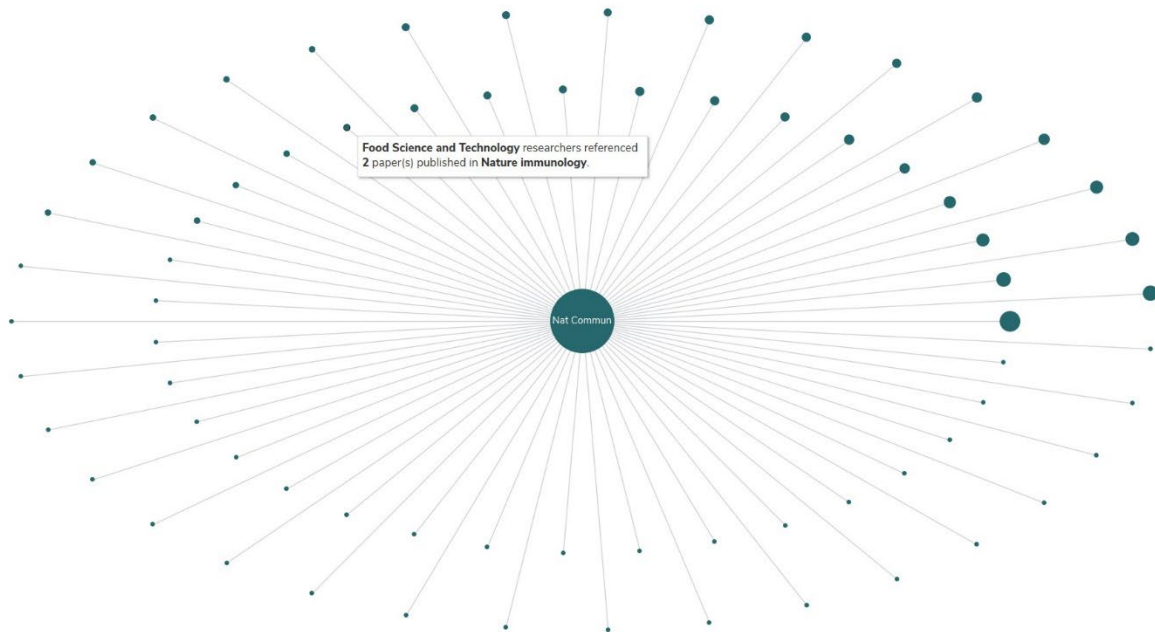 Food Science and Technology researchers referenced
2 paper(s) published in Nature immunology.
Nat Commun